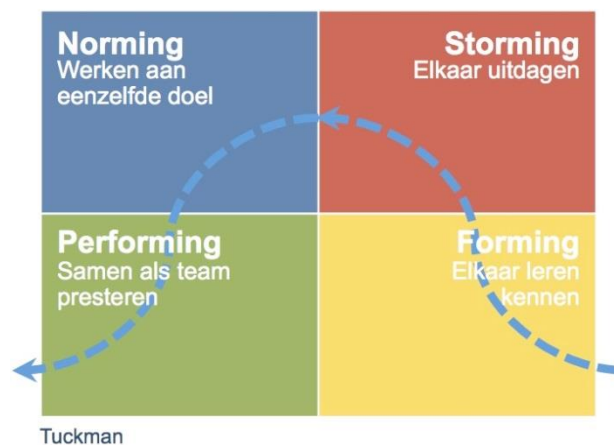 Norming
Werken aan
eenzelfde doel
Storming
Elkaar uitdagen
Performing
Samen als team
presteren
Forming
Elkaar leren
kennen
Tuckman